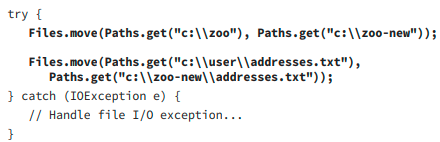 try {
Files.move(Paths.get("c:\\zoo"), Paths.get("c:\\zoo-new"));
Files.move(Paths.get("c:\\user\\addresses.txt"),
Paths.get("c:\\zoo-new\\addresses.txt"));
} catch (IOException e) {
// Handle file I/O exception...
}